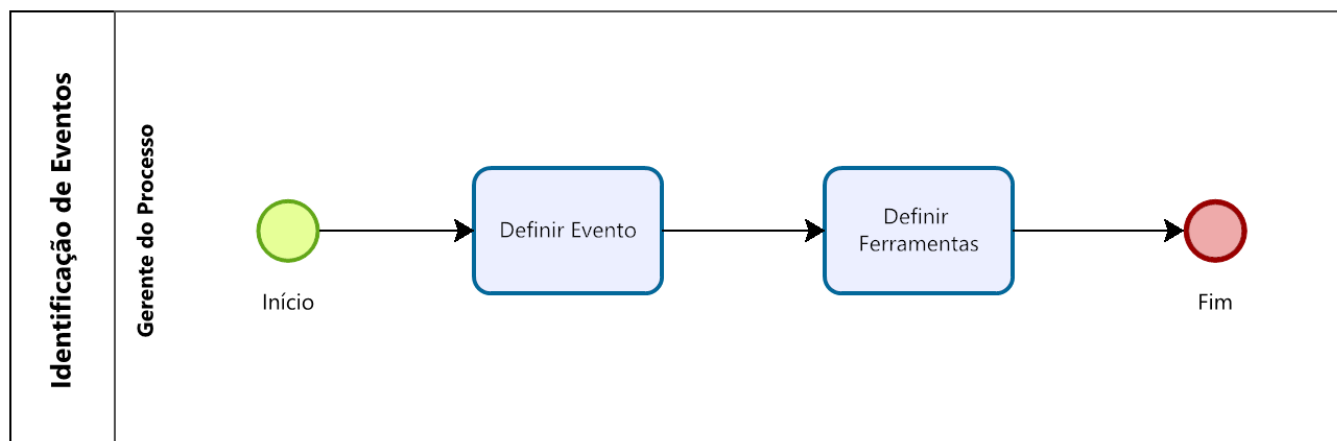 Identificação de Eventos
Gerente do Processo
Início
Definir Evento
Definir
Ferramentas
Fim